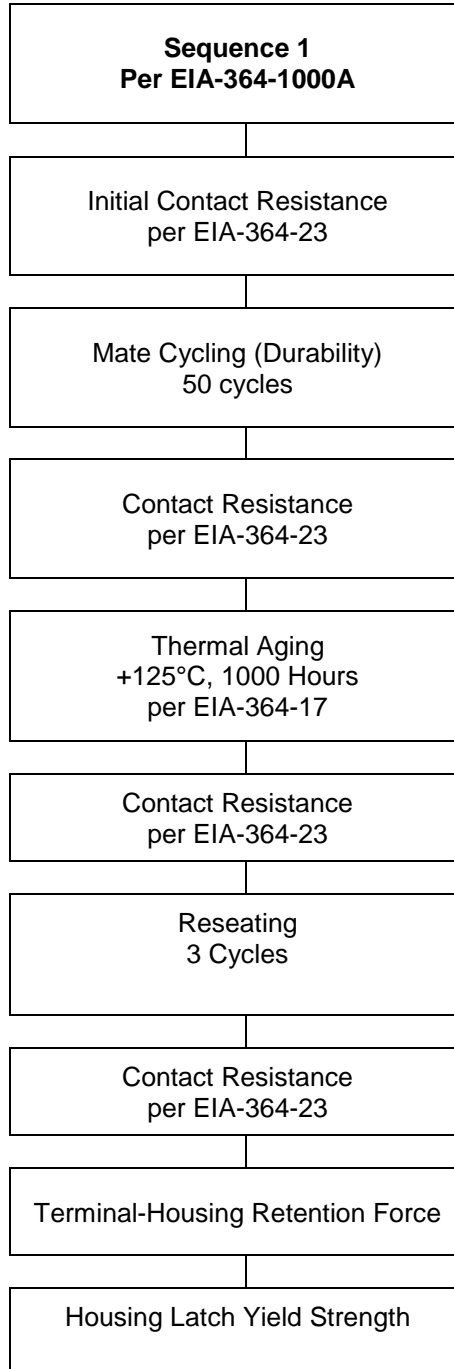 Sequence 1
Per EIA-364-1000A
Initial Contact Resistance
per EIA-364-23
Mate Cycling (Durability)
50 cycles
Contact Resistance
per EIA-364-23
Thermal Aging
+125°C, 1000 Hours
per EIA-364-17
Contact Resistance
per EIA-364-23
Reseating
3 Cycles
Contact Resistance
per EIA-364-23
Terminal-Housing Retention Force
Housing Latch Yield Strength